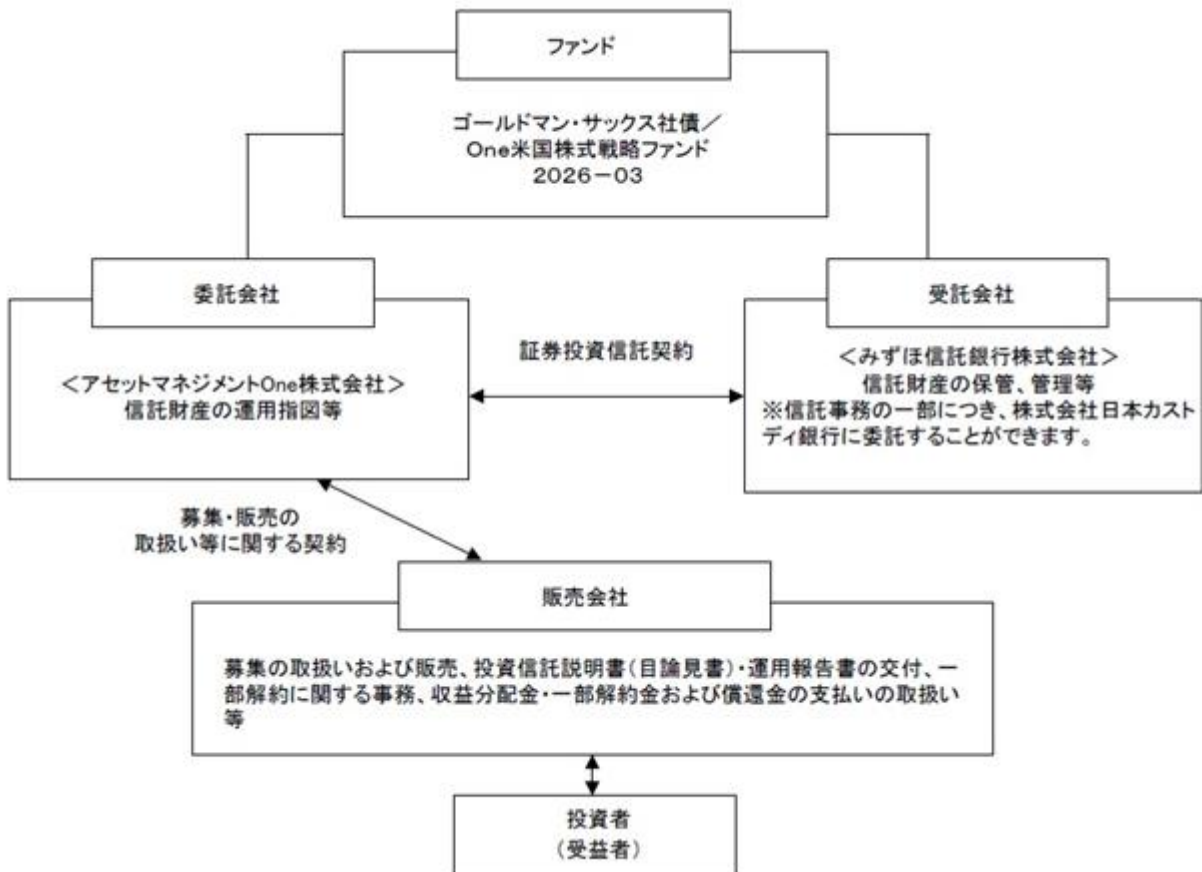 ファンド
ゴールドマン・サックス社債／
One米国株式戦略ファンド
2026－03
委託会社
＜アセットマネジメントOne株式会社＞
信託財産の運用指図等
証券投資信託契約
受託会社
＜みずほ信託銀行株式会社＞
信託財産の保管、管理等
※信託事務の一部につき、株式会社日本カスト
ディ銀行に委託することができます。
募集・販売の
取扱い等に関する契約
販売会社
募集の取扱いおよび販売、投資信託説明書（目論見書）・運用報告書の交付、一
部解約に関する事務、収益分配金・一部解約金および償還金の支払いの取扱い
等
投資者
（受益者）